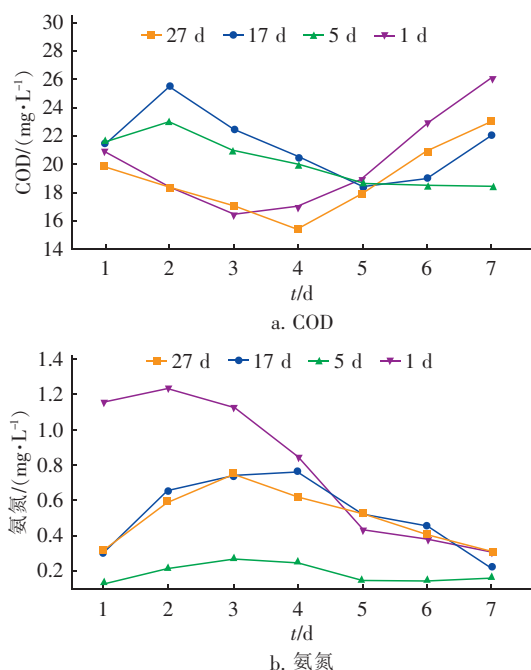 27 d 17 d 5 d 1 d
COD/(mg·L⁻¹)
30
28
26
24
22
20
18
16
14
1 2 3 4 5 6 7
t/d
a. COD
27 d 17 d 5 d 1 d
氨氮/(mg·L⁻¹)
1.4
1.2
1.0
0.8
0.6
0.4
0.2
1 2 3 4 5 6 7
t/d
b. 氨氮